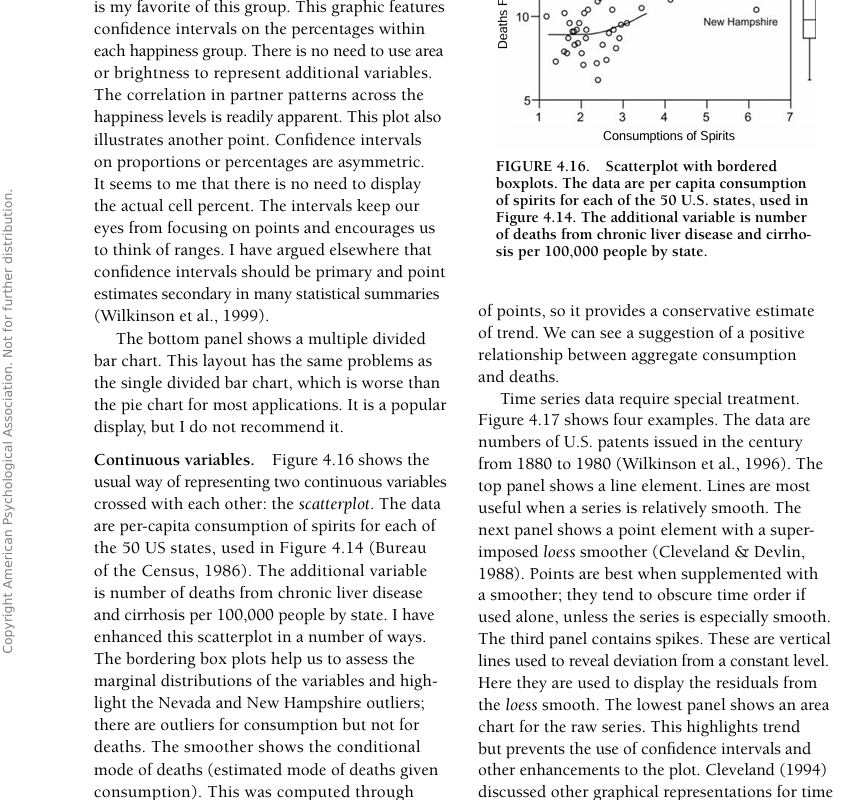 is my favorite of this group. This graphic features
confidence intervals on the percentages within
each happiness group. There is no need to use area
or brightness to represent additional variables.
The correlation in partner patterns across the
happiness levels is readily apparent. This plot also
illustrates another point. Confidence intervals
on proportions or percentages are asymmetric.
It seems to me that there is no need to display
the actual cell percent. The intervals keep our
eyes from focusing on points and encourages us
to think of ranges. I have argued elsewhere that
confidence intervals should be primary and point
estimates secondary in many statistical summaries
(Wilkinson et al., 1999).
The bottom panel shows a multiple divided
bar chart. This layout has the same problems as
the single divided bar chart, which is worse than
the pie chart for most applications. It is a popular
display, but I do not recommend it.
Continuous variables. Figure 4.16 shows the
usual way of representing two continuous variables
crossed with each other: the scatterplot. The data
are per-capita consumption of spirits for each of
the 50 US states, used in Figure 4.14 (Bureau
of the Census, 1986). The additional variable
is number of deaths from chronic liver disease
and cirrhosis per 100,000 people by state. I have
enhanced this scatterplot in a number of ways.
The bordering box plots help us to assess the
marginal distributions of the variables and high-
light the Nevada and New Hampshire outliers;
there are outliers for consumption but not for
deaths. The smoother shows the conditional
mode of deaths (estimated mode of deaths given
consumption). This was computed through
Deaths F
10
New Hampshire
5
1 2 3 4 5 6 7
Consumptions of Spirits
FIGURE 4.16. Scatterplot with bordered
boxplots. The data are per capita consumption
of spirits for each of the 50 U.S. states, used in
Figure 4.14. The additional variable is number
of deaths from chronic liver disease and cirrho-
sis per 100,000 people by state.
of points, so it provides a conservative estimate
of trend. We can see a suggestion of a positive
relationship between aggregate consumption
and deaths.
Time series data require special treatment.
Figure 4.17 shows four examples. The data are
numbers of U.S. patents issued in the century
from 1880 to 1980 (Wilkinson et al., 1996). The
top panel shows a line element. Lines are most
useful when a series is relatively smooth. The
next panel shows a point element with a super-
imposed loess smoother (Cleveland & Devlin,
1988). Points are best when supplemented with
a smoother; they tend to obscure time order if
used alone, unless the series is especially smooth.
The third panel contains spikes. These are vertical
lines used to reveal deviation from a constant level.
Here they are used to display the residuals from
the loess smooth. The lowest panel shows an area
chart for the raw series. This highlights trend
but prevents the use of confidence intervals and
other enhancements to the plot. Cleveland (1994)
discussed other graphical representations for time
Copyright American Psychological Association. Not for further distribution.